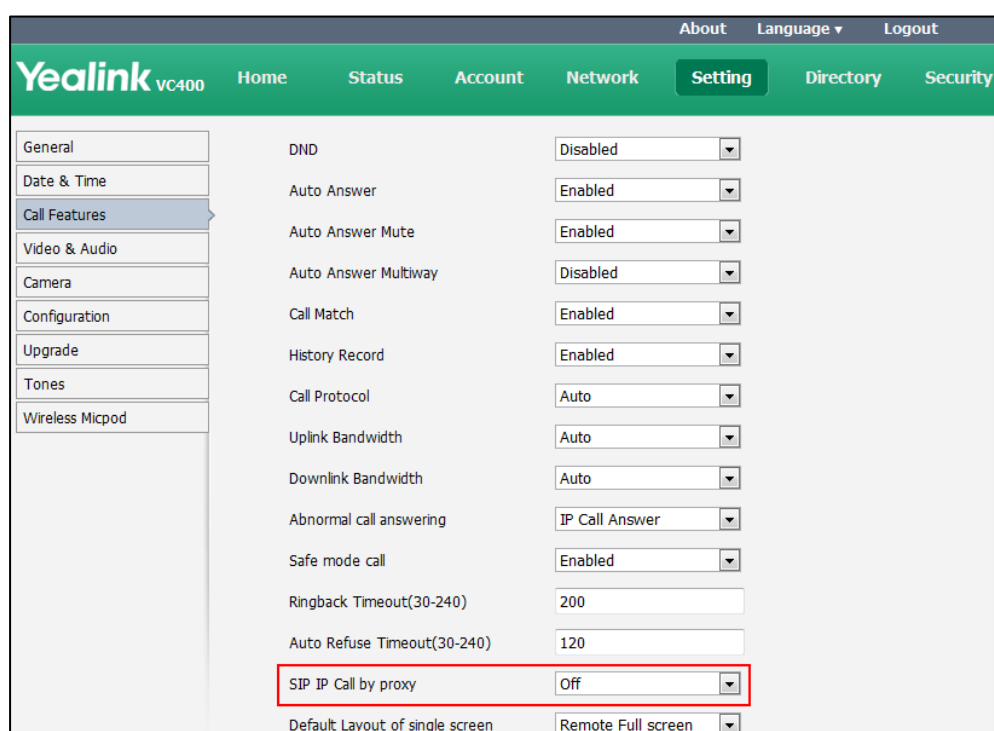 About Language ▾ Logout
Yealink VC400 Home Status Account Network Setting Directory Security
General
Date & Time
Call Features
Video & Audio
Camera
Configuration
Upgrade
Tones
Wireless Micpod
DND Disabled
Auto Answer Enabled
Auto Answer Mute Enabled
Auto Answer Multiway Disabled
Call Match Enabled
History Record Enabled
Call Protocol Auto
Uplink Bandwidth Auto
Downlink Bandwidth Auto
Abnormal call answering IP Call Answer
Safe mode call Enabled
Ringback Timeout(30-240) 200
Auto Refuse Timeout(30-240) 120
SIP IP Call by proxy Off
Default Layout of single screen Remote Full screen